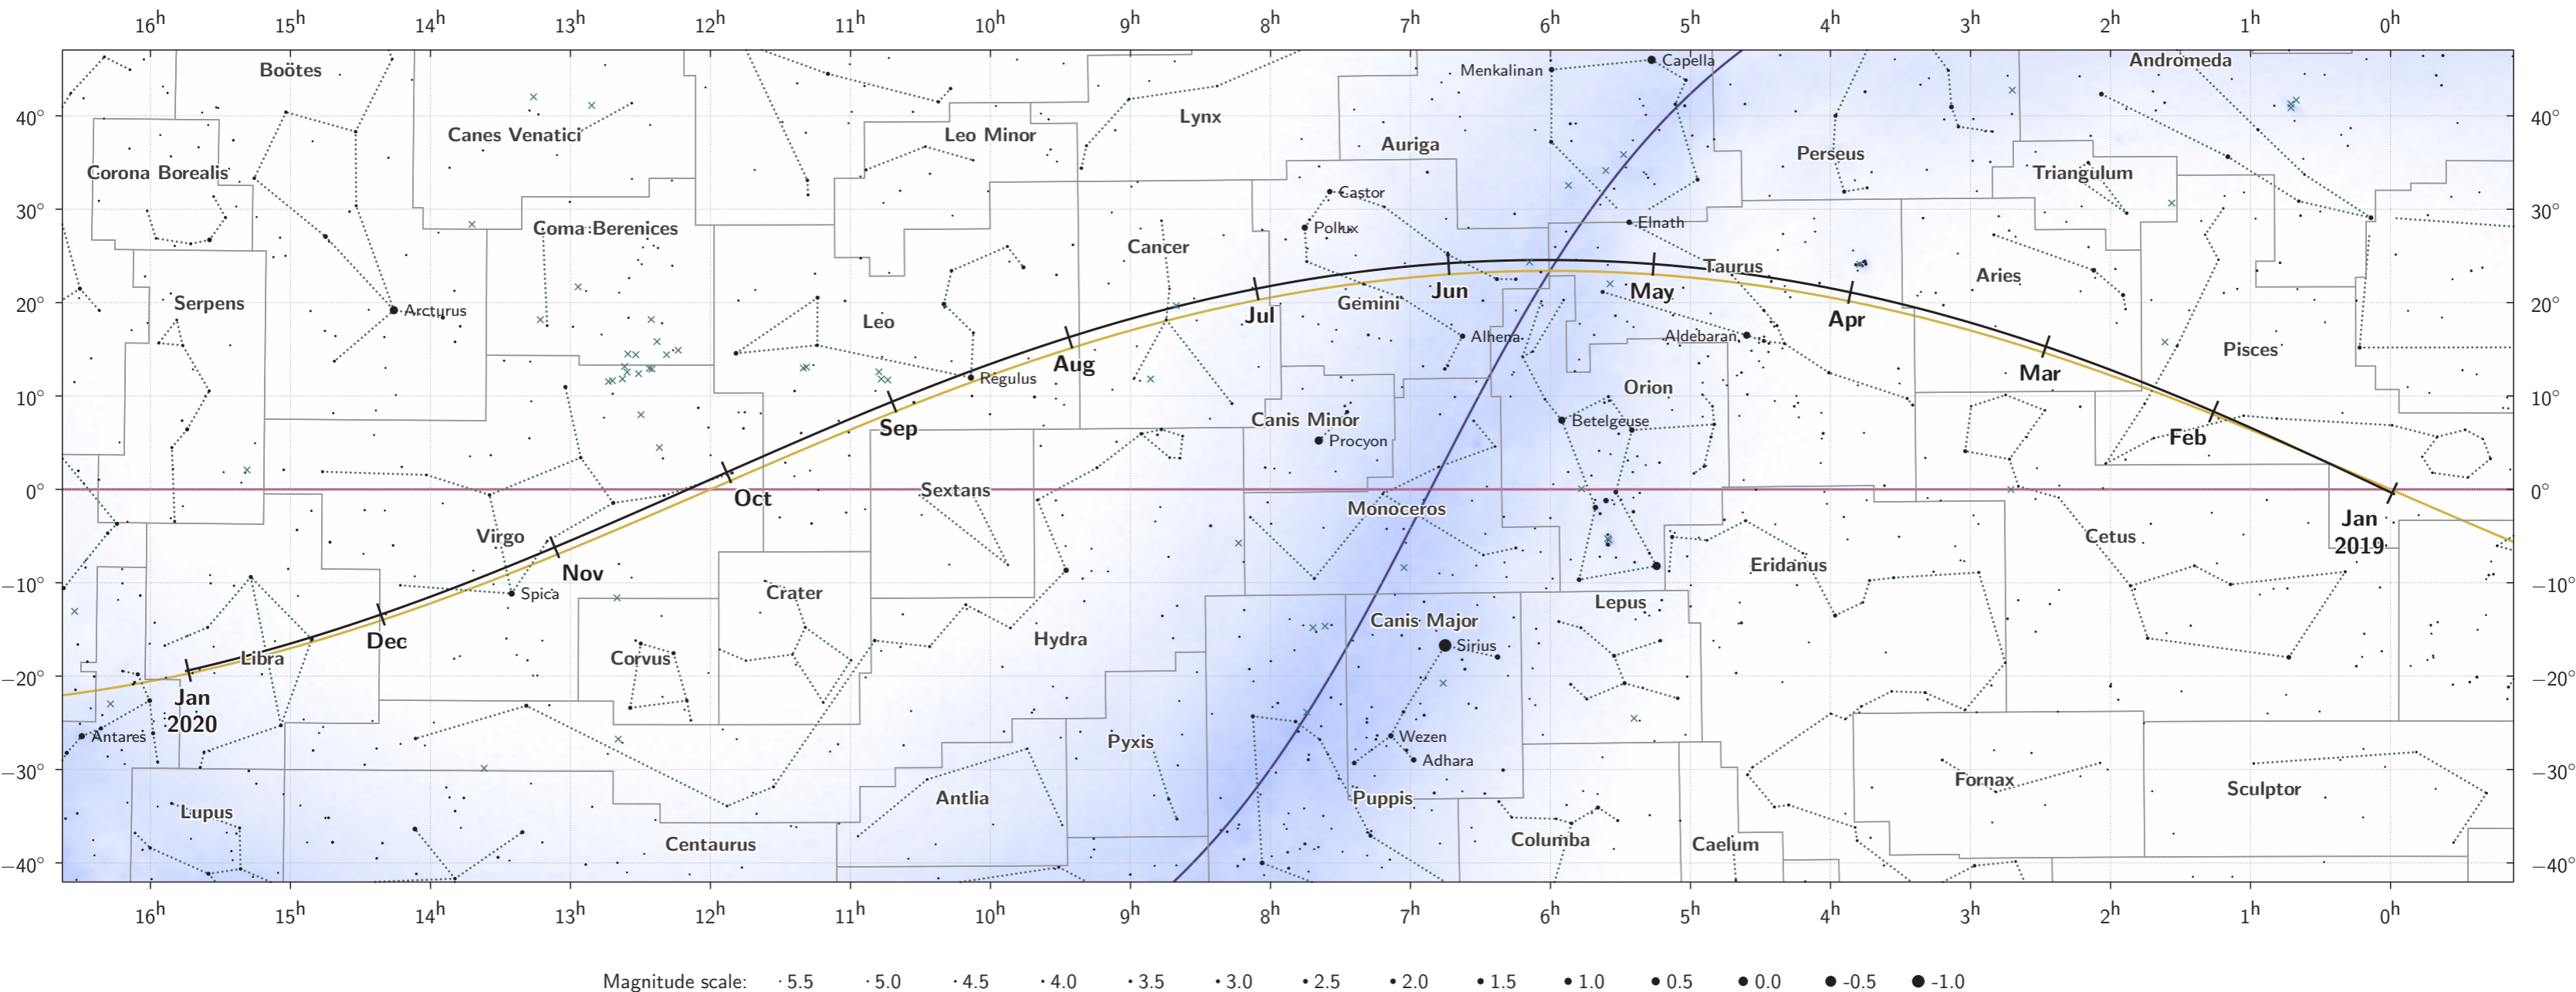 16h 15h 14h 13h 12h 11h 10h 9h 8h 7h 6h 5h 4h 3h 2h 1h 0h
Boötes Menkalinan Capella Andromeda
40° Canes Venatici Leo Minor Lynx Auriga Perseus 40°
Corona Borealis Castor Triangulum
30° Coma Berenices Cancer Pollux Elnath 30°
Serpens Arcturus Leo Gemini Taurus Aries
20° Jul Jun May Apr 20°
Regulus Aug Alhena Aldebaran Mar Pisces
10° Sep Canis Minor Orion 10°
Procyon Betelgeuse Feb
0° Oct Sextans 0°
Virgo Monoceros Cetus Jan
2019
Nov Eridanus
−10° Spica Crater Lepus −10°
Dec Hydra Canis Major
Libra Corvus Sirius
−20° −20°
Jan
2020
Antares Pyxis Wezen
Adhara
−30° Fornax −30°
Lupus Antlia Puppis Sculptor
Centaurus Columba Caelum
−40° −40°
16h 15h 14h 13h 12h 11h 10h 9h 8h 7h 6h 5h 4h 3h 2h 1h 0h
Magnitude scale: 5.5 5.0 4.5 4.0 3.5 3.0 2.5 2.0 1.5 1.0 0.5 0.0 -0.5 -1.0